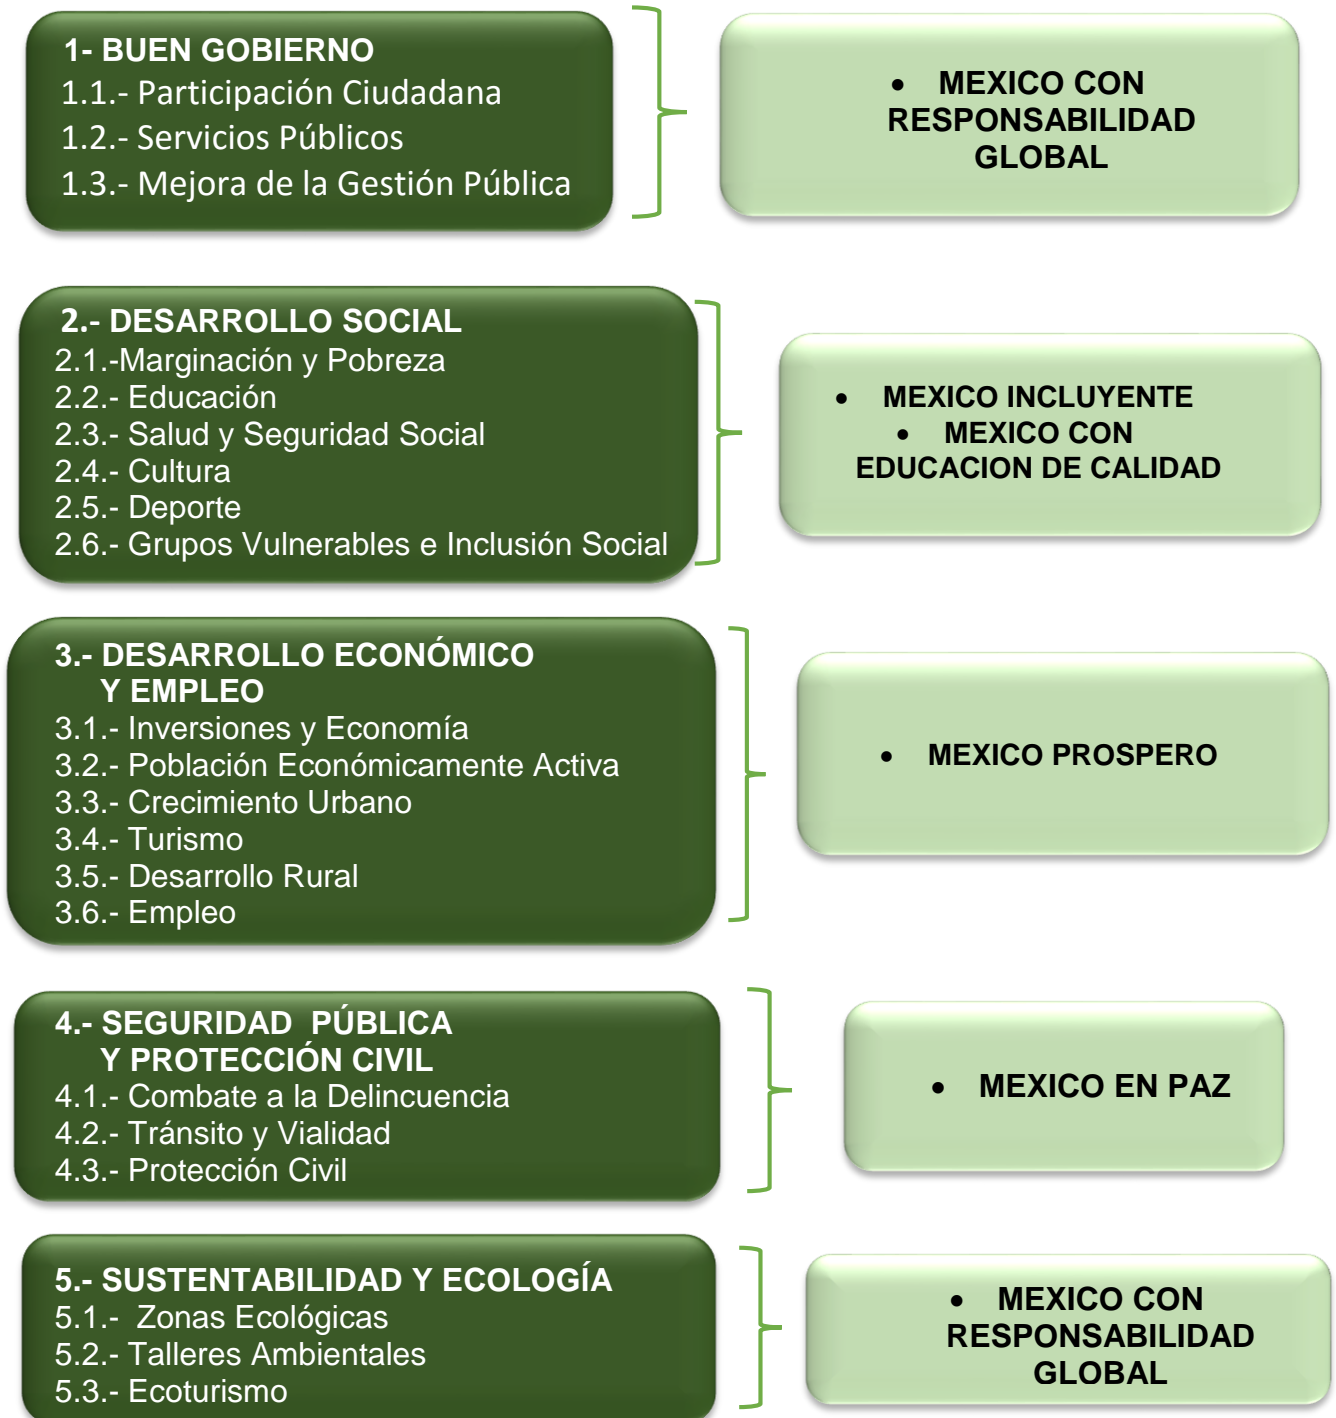 1- BUEN GOBIERNO
1.1.- Participación Ciudadana
1.2.- Servicios Públicos
1.3.- Mejora de la Gestión Pública
• MEXICO CON
RESPONSABILIDAD
GLOBAL
2.- DESARROLLO SOCIAL
2.1.-Marginación y Pobreza
2.2.- Educación
2.3.- Salud y Seguridad Social
2.4.- Cultura
2.5.- Deporte
2.6.- Grupos Vulnerables e Inclusión Social
• MEXICO INCLUYENTE
• MEXICO CON
EDUCACION DE CALIDAD
3.- DESARROLLO ECONÓMICO
Y EMPLEO
3.1.- Inversiones y Economía
3.2.- Población Económicamente Activa
3.3.- Crecimiento Urbano
3.4.- Turismo
3.5.- Desarrollo Rural
3.6.- Empleo
• MEXICO PROSPERO
4.- SEGURIDAD PÚBLICA
Y PROTECCIÓN CIVIL
4.1.- Combate a la Delincuencia
4.2.- Tránsito y Vialidad
4.3.- Protección Civil
• MEXICO EN PAZ
5.- SUSTENTABILIDAD Y ECOLOGÍA
5.1.- Zonas Ecológicas
5.2.- Talleres Ambientales
5.3.- Ecoturismo
• MEXICO CON
RESPONSABILIDAD
GLOBAL